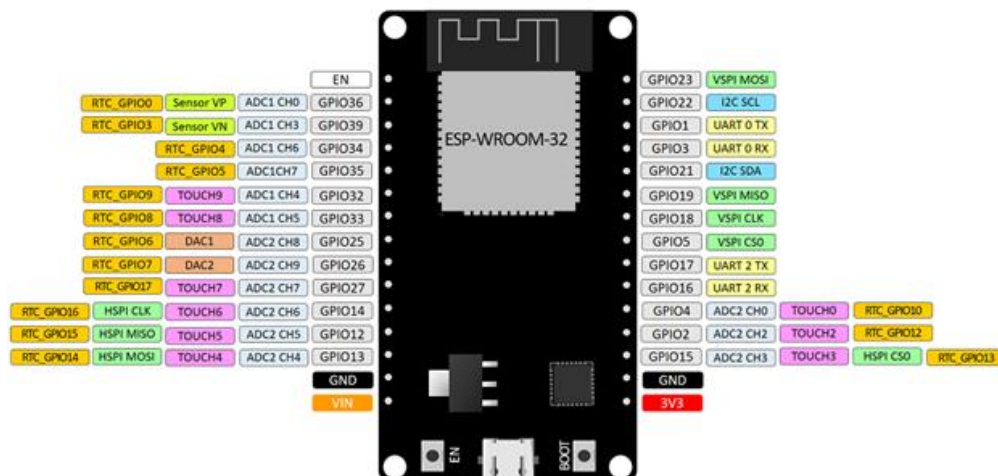 EN GPIO23 VSPI MOSI
RTC_GPIO0 Sensor VP ADC1 CH0 GPIO36 GPIO22 I2C SCL
RTC_GPIO3 Sensor VN ADC1 CH3 GPIO39 GPIO1 UART 0 TX
ESP-WROOM-32
RTC_GPIO4 ADC1 CH6 GPIO34 GPIO3 UART 0 RX
RTC_GPIO5 ADC1CH7 GPIO35 GPIO21 I2C SDA
RTC_GPIO9 TOUCH9 ADC1 CH4 GPIO32 GPIO19 VSPI MISO
RTC_GPIO8 TOUCH8 ADC1 CH5 GPIO33 GPIO18 VSPI CLK
RTC_GPIO6 DAC1 ADC2 CH8 GPIO25 GPIO5 VSPI CS0
RTC_GPIO7 DAC2 ADC2 CH9 GPIO26 GPIO17 UART 2 TX
RTC_GPIO17 TOUCH7 ADC2 CH7 GPIO27 GPIO16 UART 2 RX
RTC_GPIO16 HSPI CLK TOUCH6 ADC2 CH6 GPIO14 GPIO4 ADC2 CH0 TOUCH0 RTC_GPIO10
RTC_GPIO15 HSPI MISO TOUCH5 ADC2 CH5 GPIO12 GPIO2 ADC2 CH2 TOUCH2 RTC_GPIO12
RTC_GPIO14 HSPI MOSI TOUCH4 ADC2 CH4 GPIO13 GPIO15 ADC2 CH3 TOUCH3 HSPI CS0 RTC_GPIO13
GND GND
VIN 3V3
EN BOOT